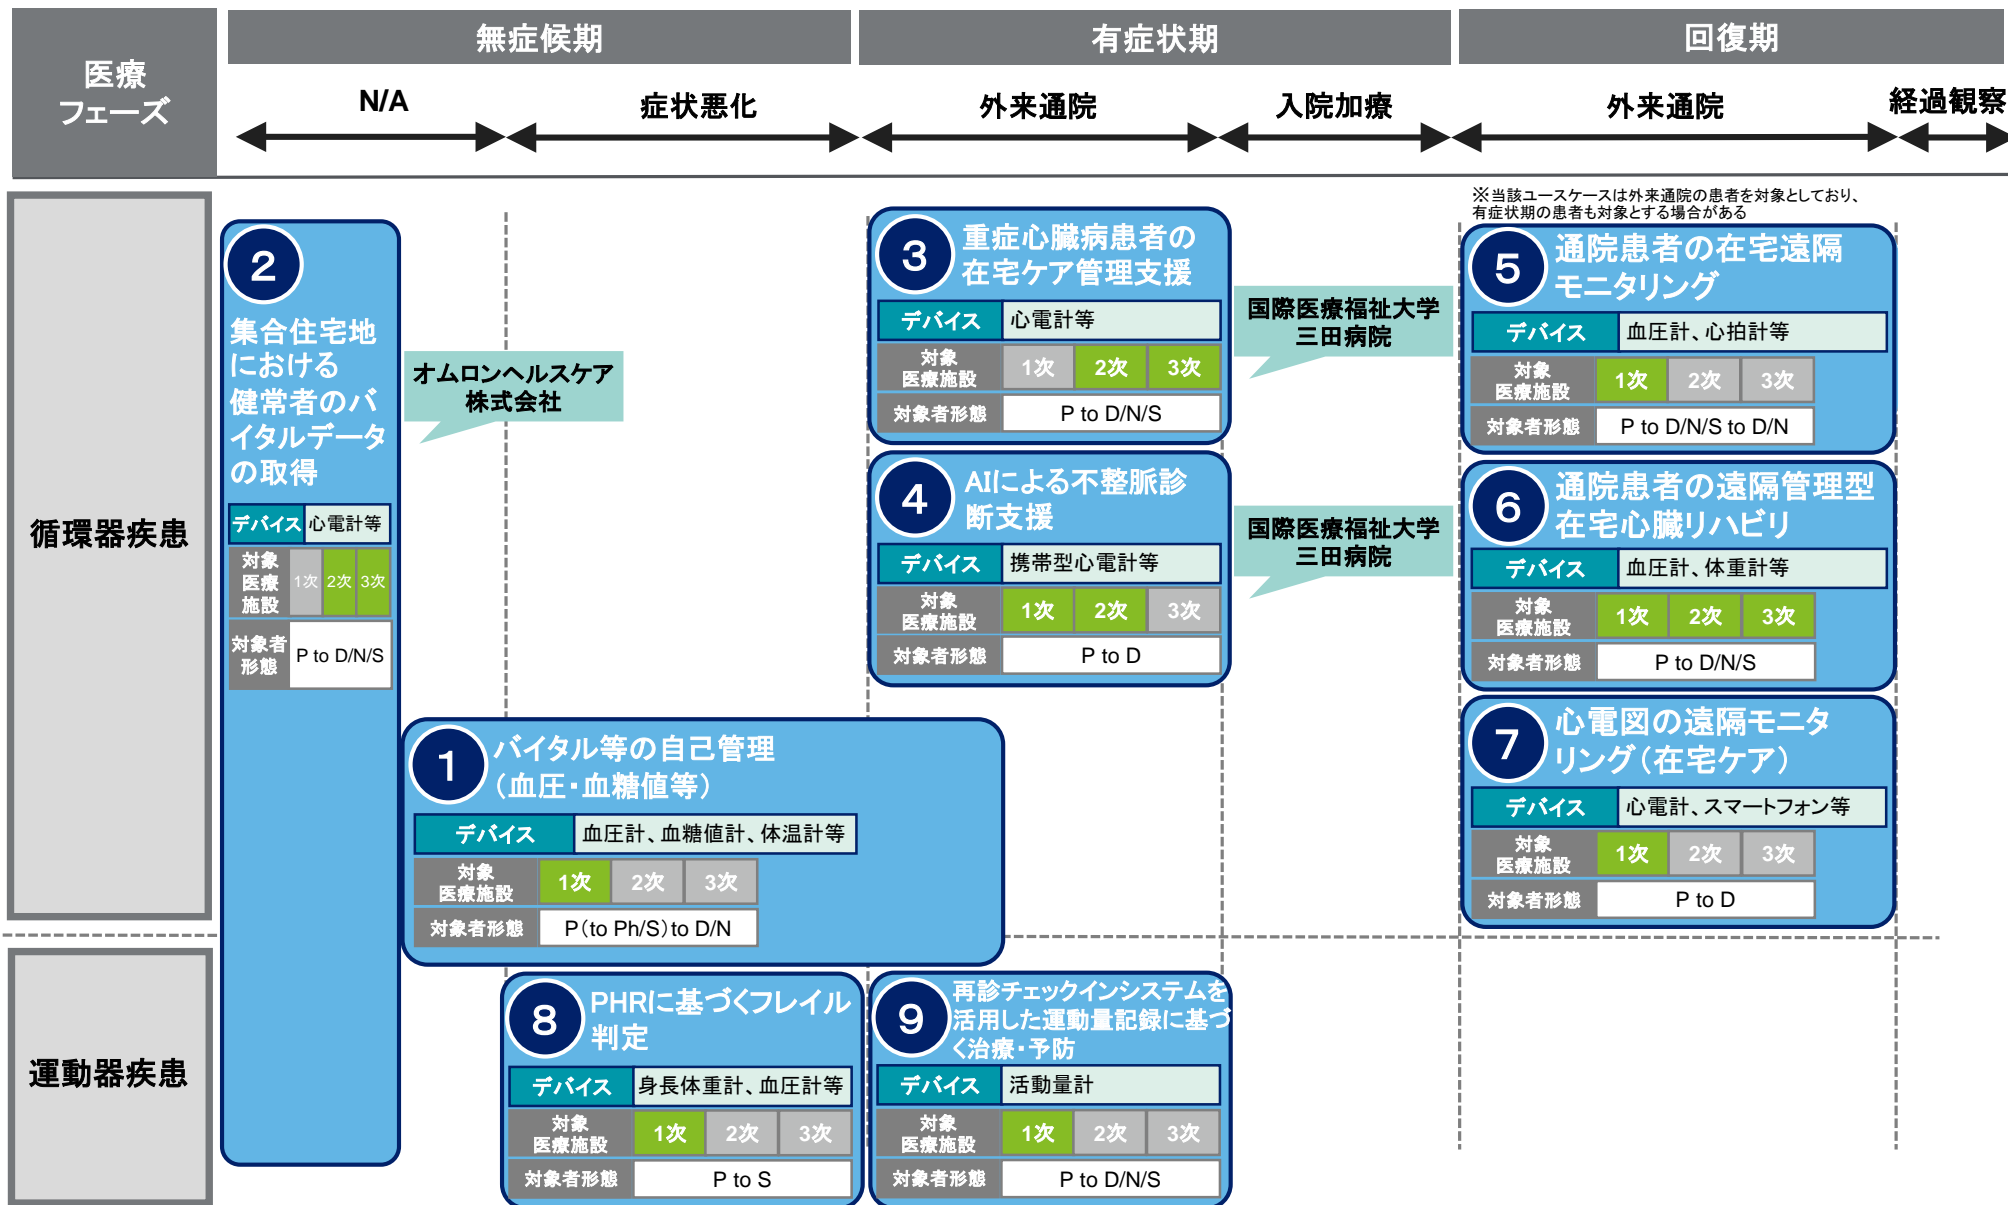 医療
フェーズ
無症候期
有症状期
回復期
N/A
症状悪化
外来通院
入院加療
外来通院
経過観察
循環器疾患
2
集合住宅地
における
健常者のバ
イタルデータ
の取得
デバイス
心電計等
対象
医療
施設
1次
2次
3次
対象者
形態
P to D/N/S
オムロンヘルスケア
株式会社
3
重症心臓病患者の
在宅ケア管理支援
デバイス
心電計等
対象
医療施設
1次
2次
3次
対象者形態
P to D/N/S
国際医療福祉大学
三田病院
4
AIによる不整脈診
断支援
デバイス
携帯型心電計等
対象
医療施設
1次
2次
3次
対象者形態
P to D
国際医療福祉大学
三田病院
※当該ユースケースは外来通院の患者を対象としており、
有症状期の患者も対象とする場合がある
5
通院患者の在宅遠隔
モニタリング
デバイス
血圧計、心拍計等
対象
医療施設
1次
2次
3次
対象者形態
P to D/N/S to D/N
6
通院患者の遠隔管理型
在宅心臓リハビリ
デバイス
血圧計、体重計等
対象
医療施設
1次
2次
3次
対象者形態
P to D/N/S
7
心電図の遠隔モニタ
リング（在宅ケア）
デバイス
心電計、スマートフォン等
対象
医療施設
1次
2次
3次
対象者形態
P to D
1
バイタル等の自己管理
（血圧・血糖値等）
デバイス
血圧計、血糖値計、体温計等
対象
医療施設
1次
2次
3次
対象者形態
P（to Ph/S）to D/N
運動器疾患
8
PHRに基づくフレイル
判定
デバイス
身長体重計、血圧計等
対象
医療施設
1次
2次
3次
対象者形態
P to S
9
再診チェックインシステムを
活用した運動量記録に基づ
く治療・予防
デバイス
活動量計
対象
医療施設
1次
2次
3次
対象者形態
P to D/N/S